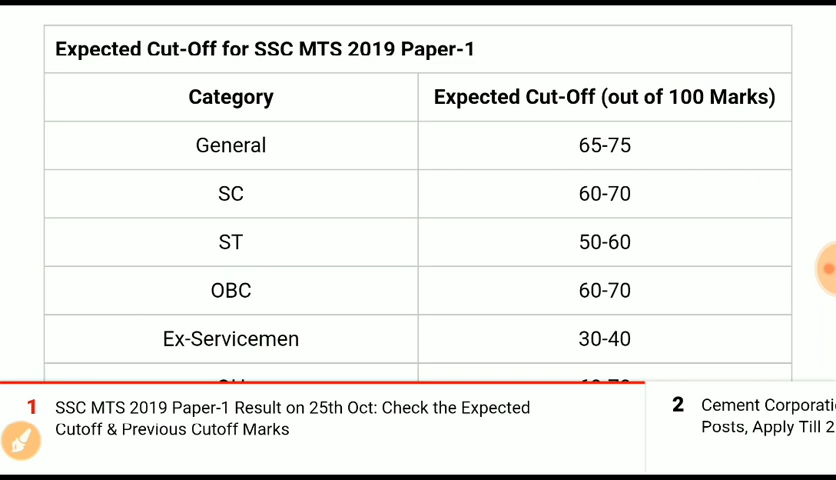 Expected Cut-Off for SSC MTS 2019 Paper-1
Category Expected Cut-Off (out of 100 Marks)
General 65-75
SC 60-70
ST 50-60
OBC 60-70
Ex-Servicemen 30-40
1 SSC MTS 2019 Paper-1 Result on 25th Oct: Check the Expected
Cutoff & Previous Cutoff Marks
2 Cement Corporati
Posts, Apply Till 2